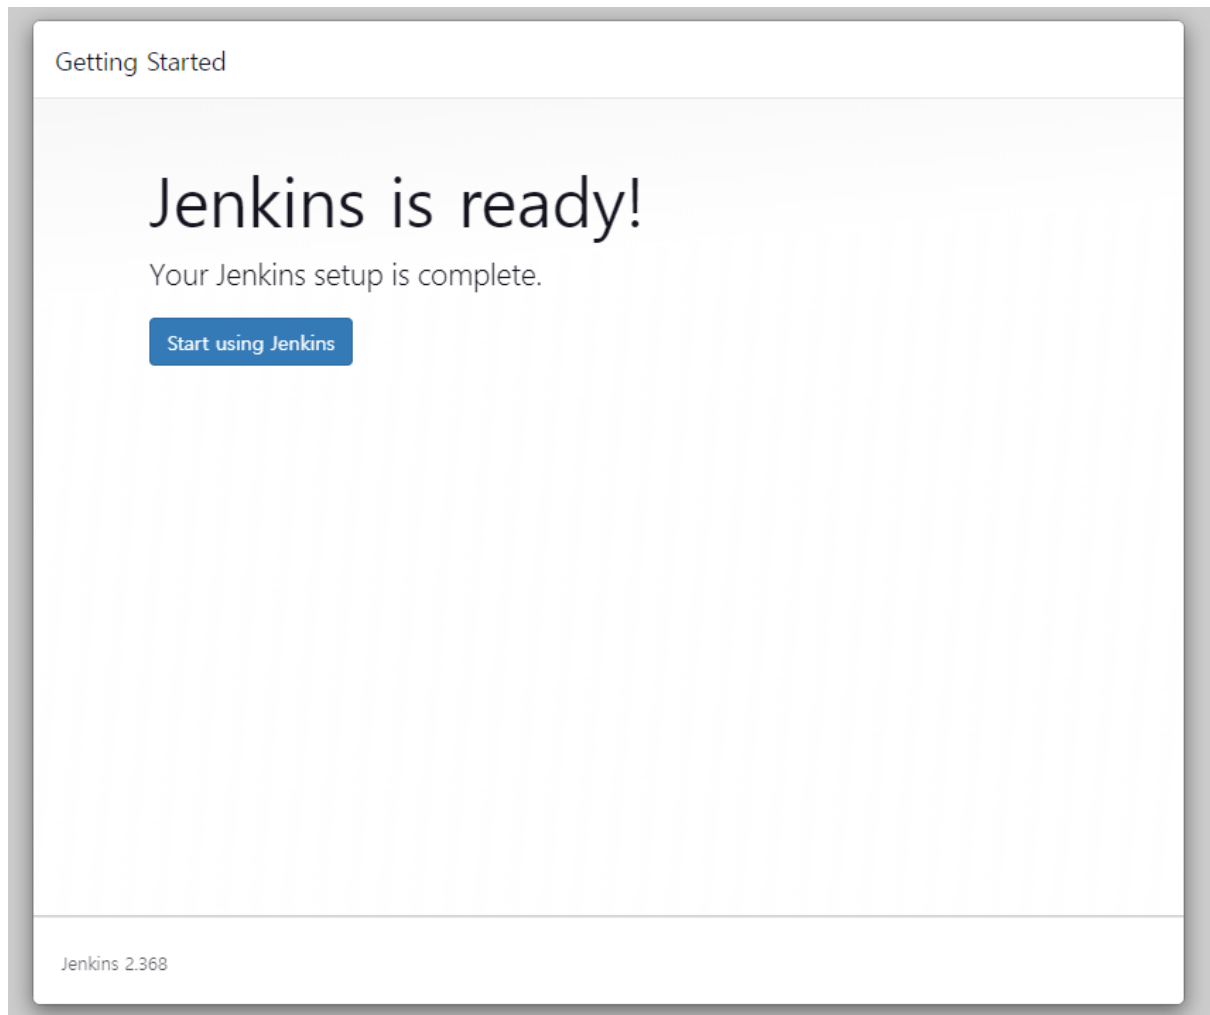 Getting Started
Jenkins is ready!
Your Jenkins setup is complete.
Start using Jenkins
Jenkins 2.368